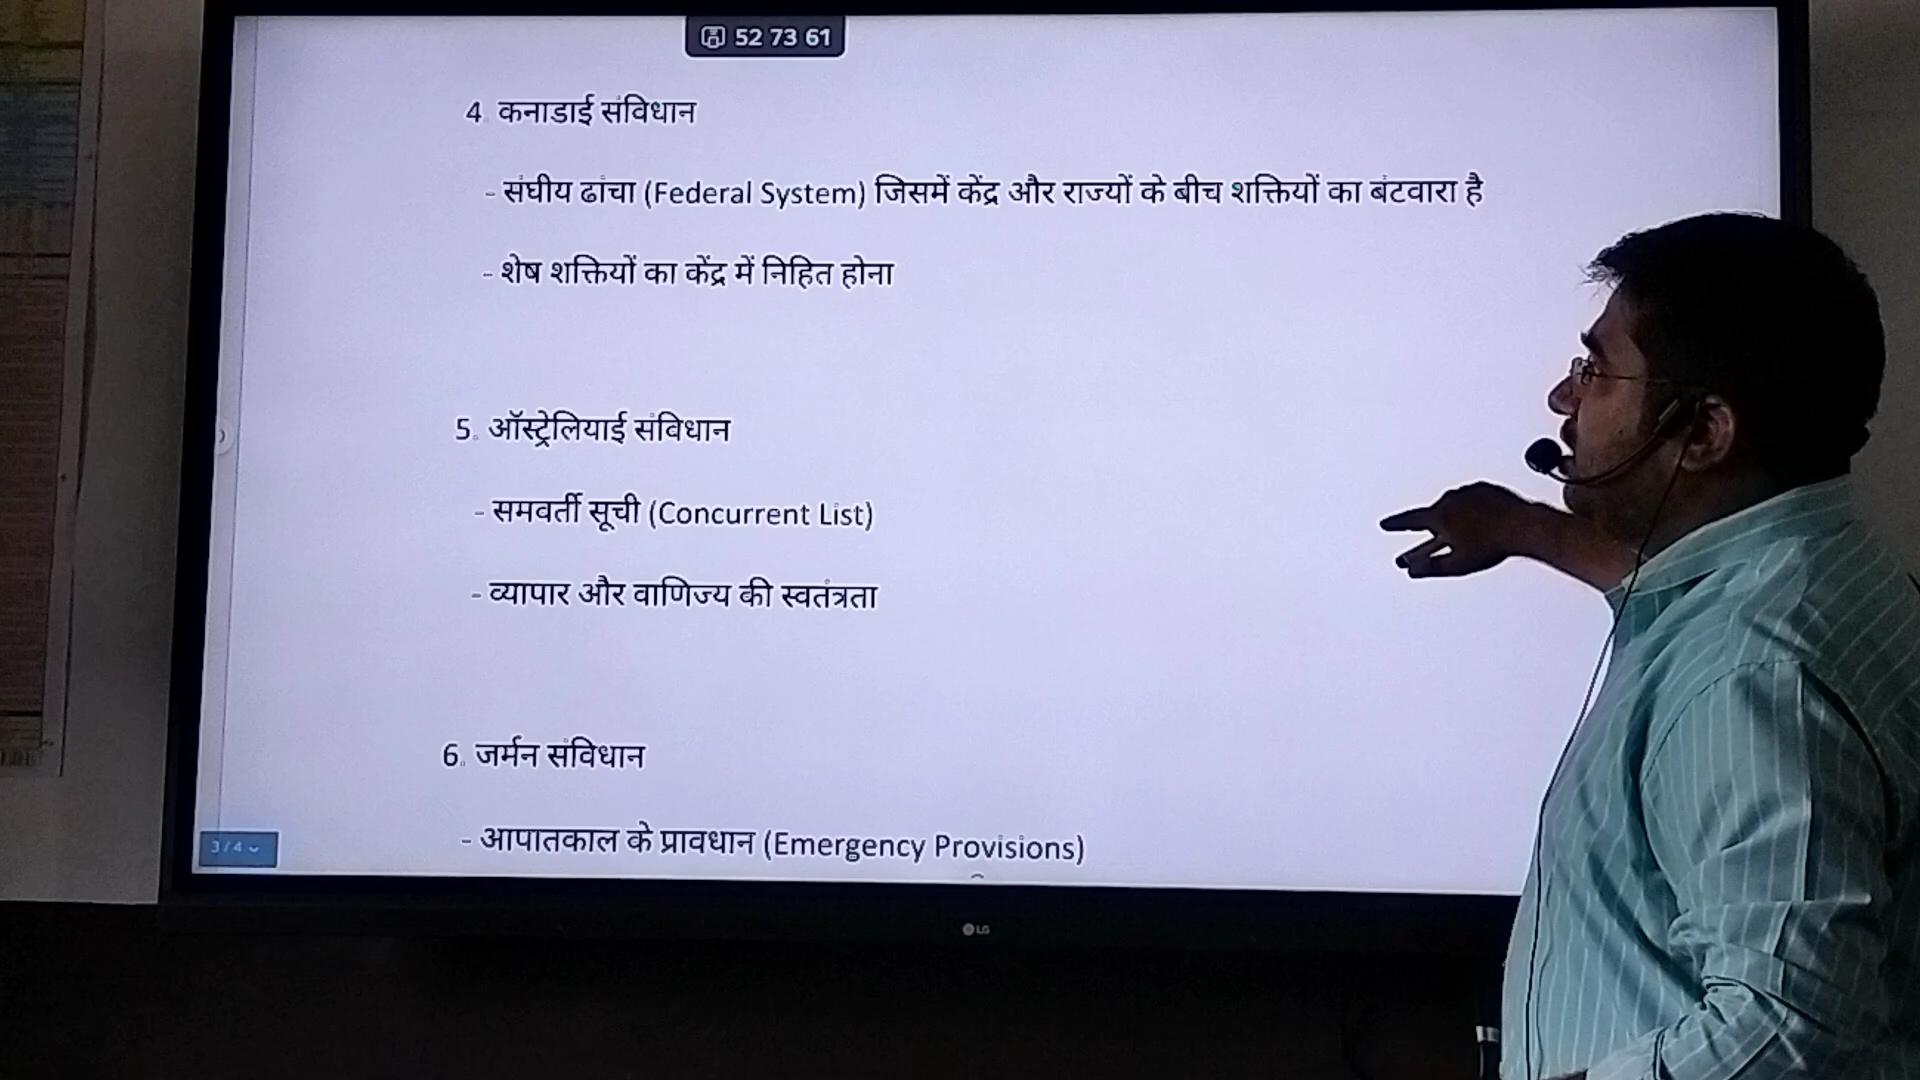 52 73 61
4. कनाडाई संविधान
- संघीय ढांचा (Federal System) जिसमें केंद्र और राज्यों के बीच शक्तियों का बंटवारा है
- शेष शक्तियों का केंद्र में निहित होना
5. ऑस्ट्रेलियाई संविधान
- समवर्ती सूची (Concurrent List)
- व्यापार और वाणिज्य की स्वतंत्रता
6. जर्मन संविधान
- आपातकाल के प्रावधान (Emergency Provisions)
3 / 4
LG